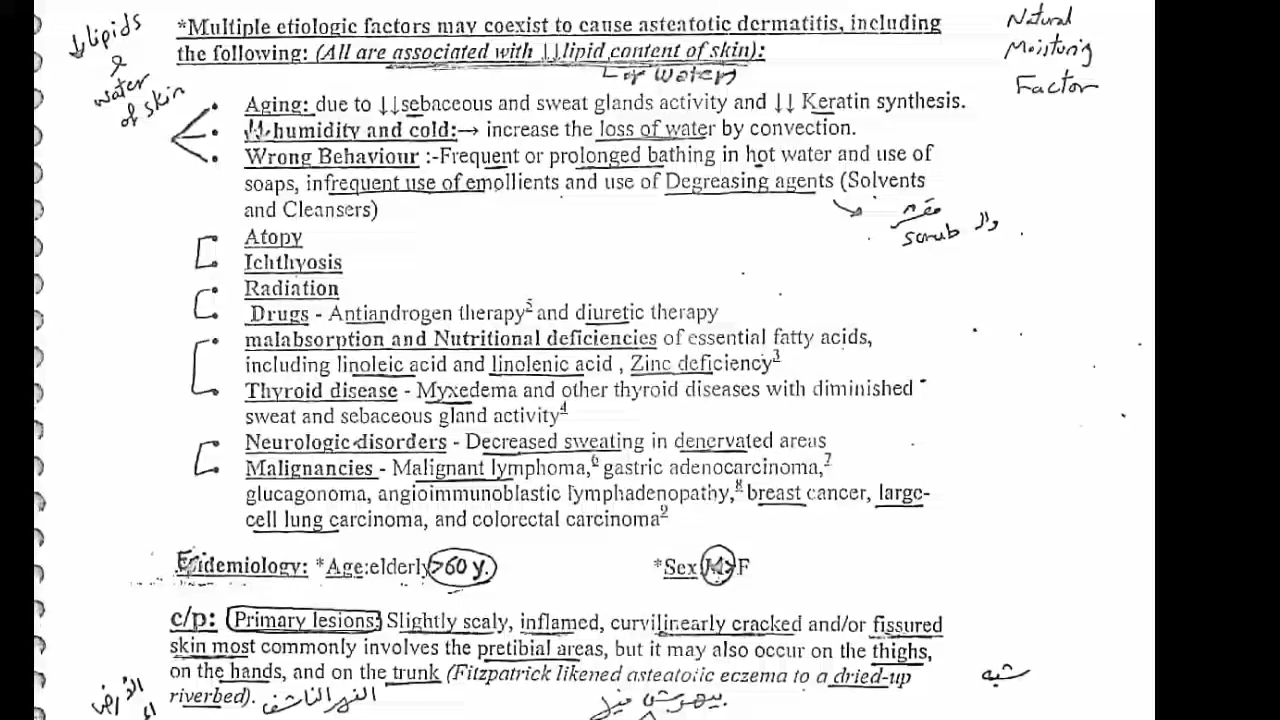 *Multiple etiologic factors may coexist to cause asteatotic dermatitis, including
the following: (All are associated with ↓↓lipid content of skin):
Natural
Moisturing
Factor
↓lipids
&
water
of skin
Aging: due to ↓↓sebaceous and sweat glands activity and ↓↓ Keratin synthesis.
↓↓humidity and cold:→ increase the loss of water by convection.
Wrong Behaviour :-Frequent or prolonged bathing in hot water and use of
soaps, infrequent use of emollients and use of Degreasing agents (Solvents
and Cleansers)
scrub وال
Atopy
Ichthyosis
Radiation
Drugs - Antiandrogen therapy5 and diuretic therapy
malabsorption and Nutritional deficiencies of essential fatty acids,
including linoleic acid and linolenic acid , Zinc deficiency3
Thyroid disease - Myxedema and other thyroid diseases with diminished
sweat and sebaceous gland activity4
Neurologic disorders - Decreased sweating in denervated areas
Malignancies - Malignant lymphoma,6 gastric adenocarcinoma,7
glucagonoma, angioimmunoblastic lymphadenopathy,8 breast cancer, large-
cell lung carcinoma, and colorectal carcinoma2
Epidemiology: *Age:elderly >60 y. *Sex M>F
c/p: Primary lesions: Slightly scaly, inflamed, curvilinearly cracked and/or fissured
skin most commonly involves the pretibial areas, but it may also occur on the thighs,
on the hands, and on the trunk (Fitzpatrick likened asteatotic eczema to a dried-up
شبه
riverbed). النهر الناشف
الأرض